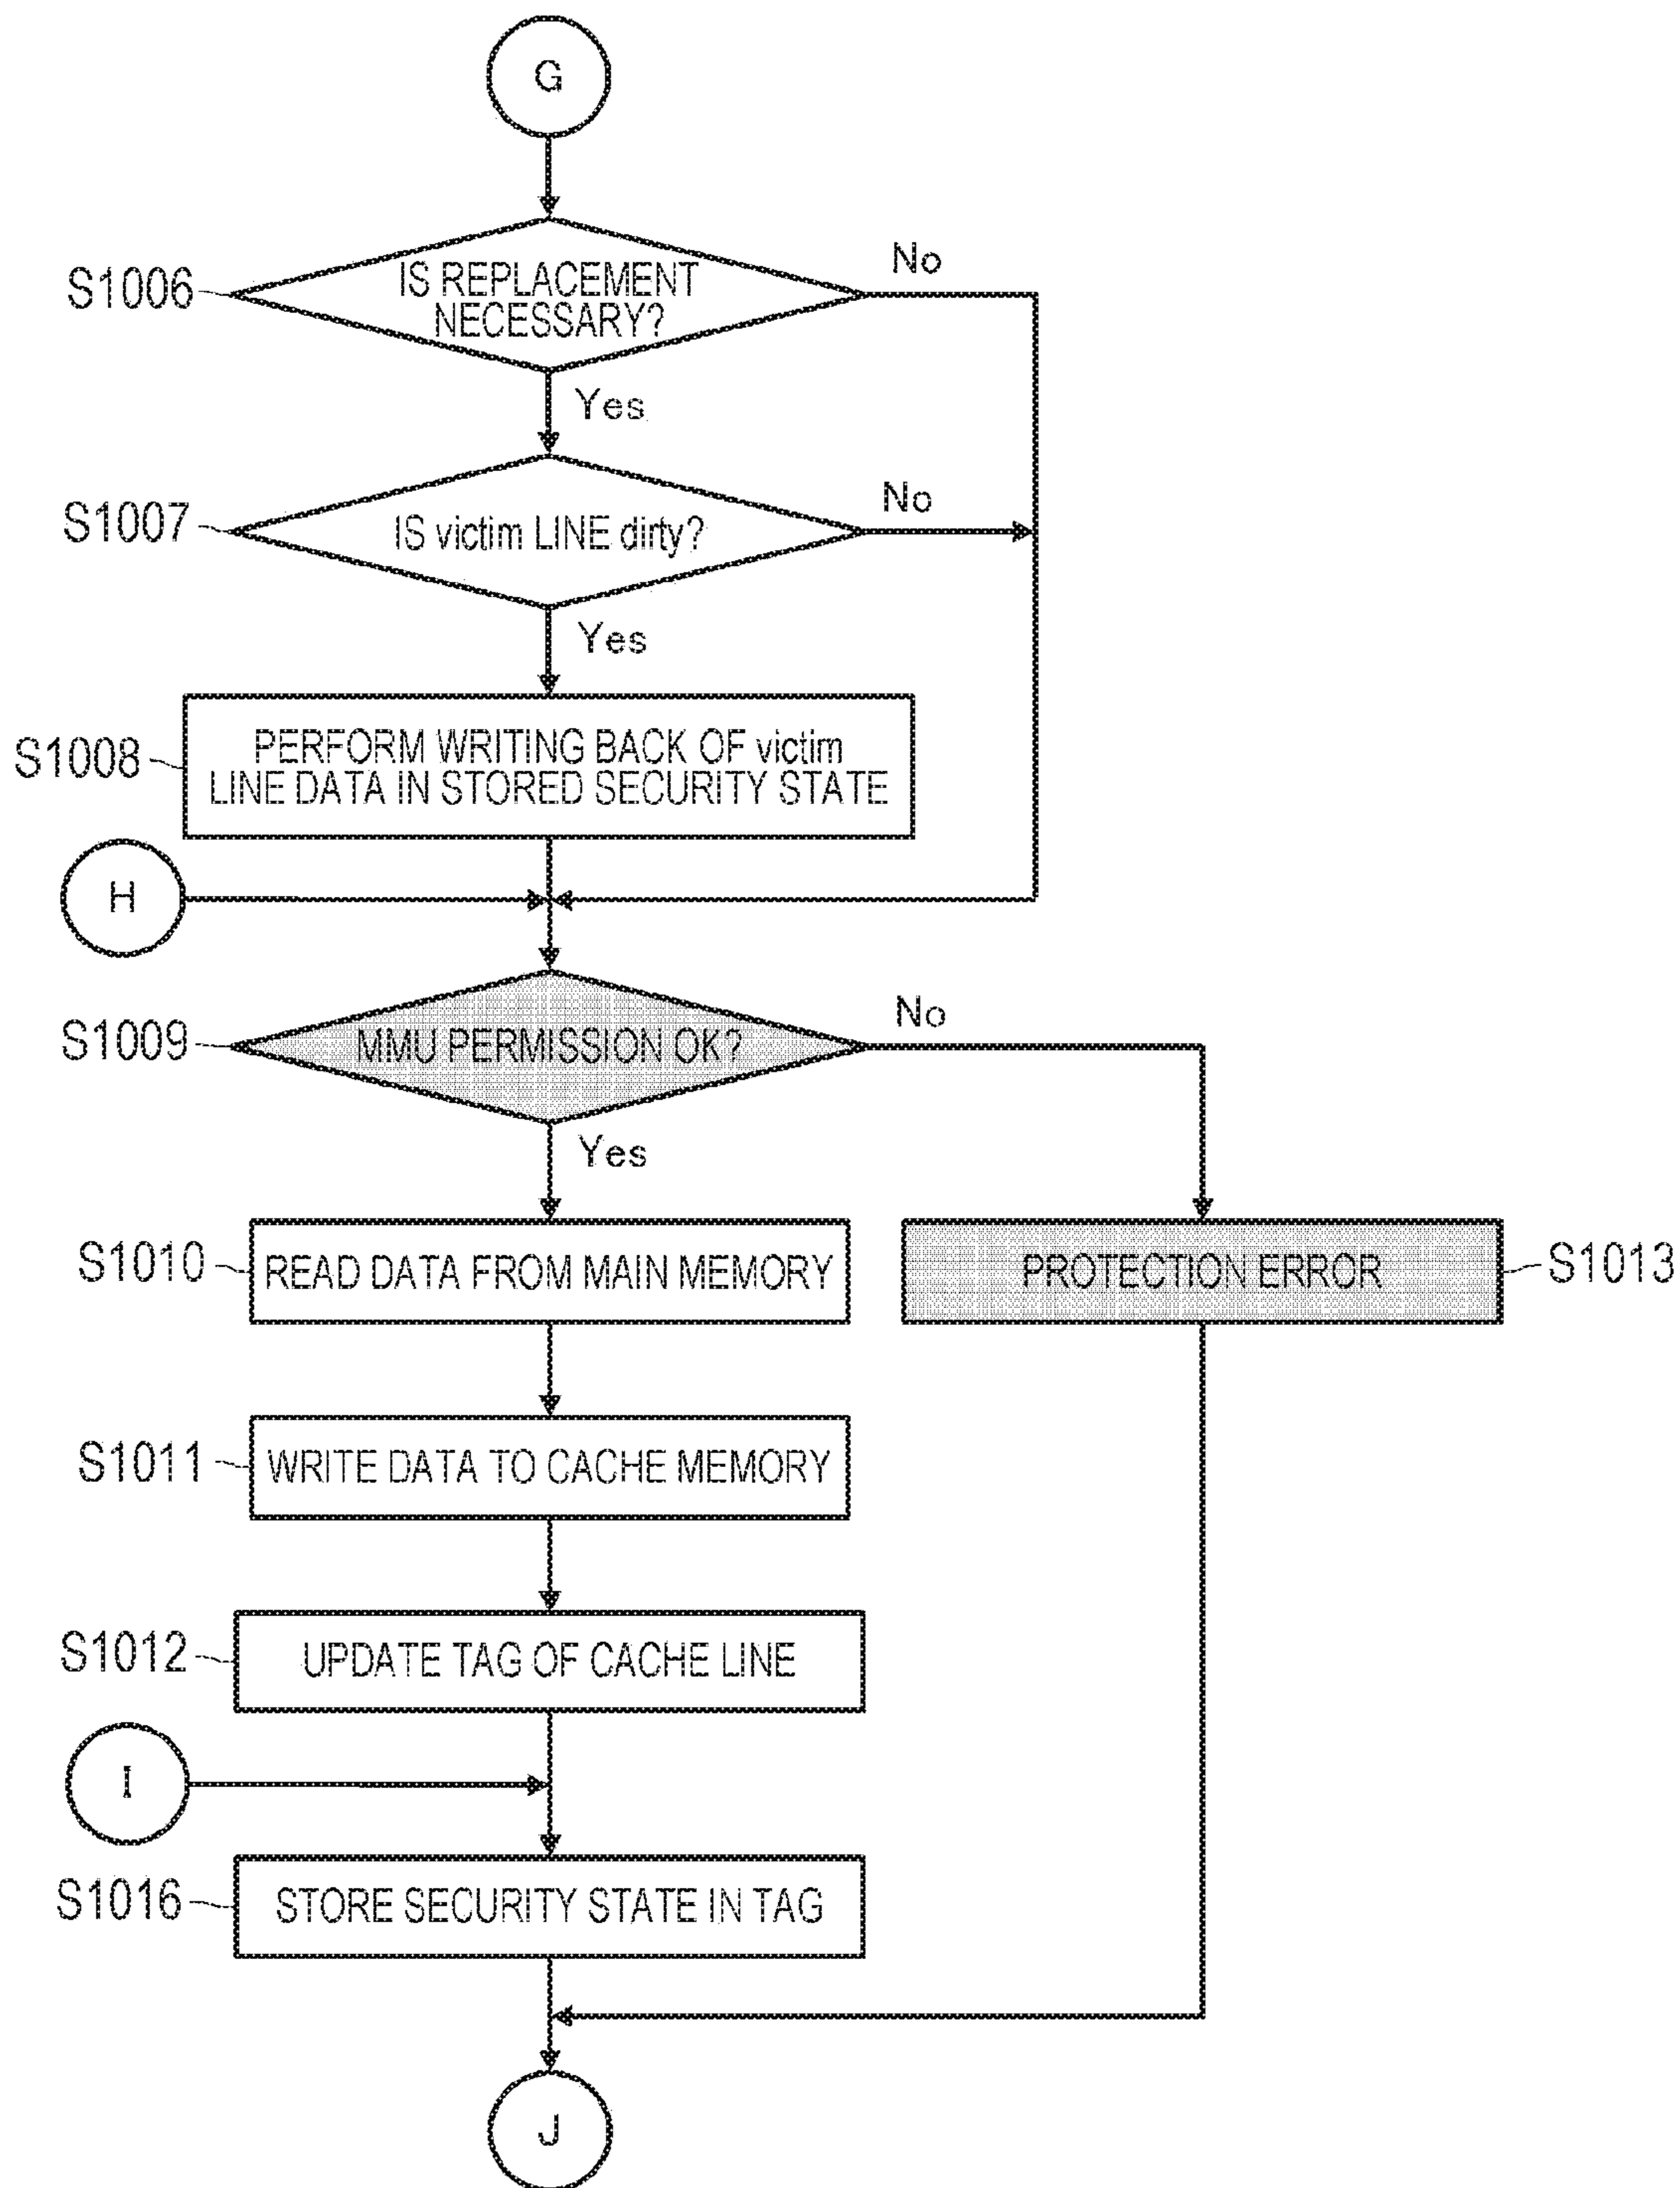 G
S1006
IS REPLACEMENT
NECESSARY?
No
Yes
S1007
IS victim LINE dirty?
No
Yes
S1008
PERFORM WRITING BACK OF victim
LINE DATA IN STORED SECURITY STATE
H
S1009
MMU PERMISSION OK?
No
Yes
S1010
READ DATA FROM MAIN MEMORY
PROTECTION ERROR
S1013
S1011
WRITE DATA TO CACHE MEMORY
S1012
UPDATE TAG OF CACHE LINE
I
S1016
STORE SECURITY STATE IN TAG
J